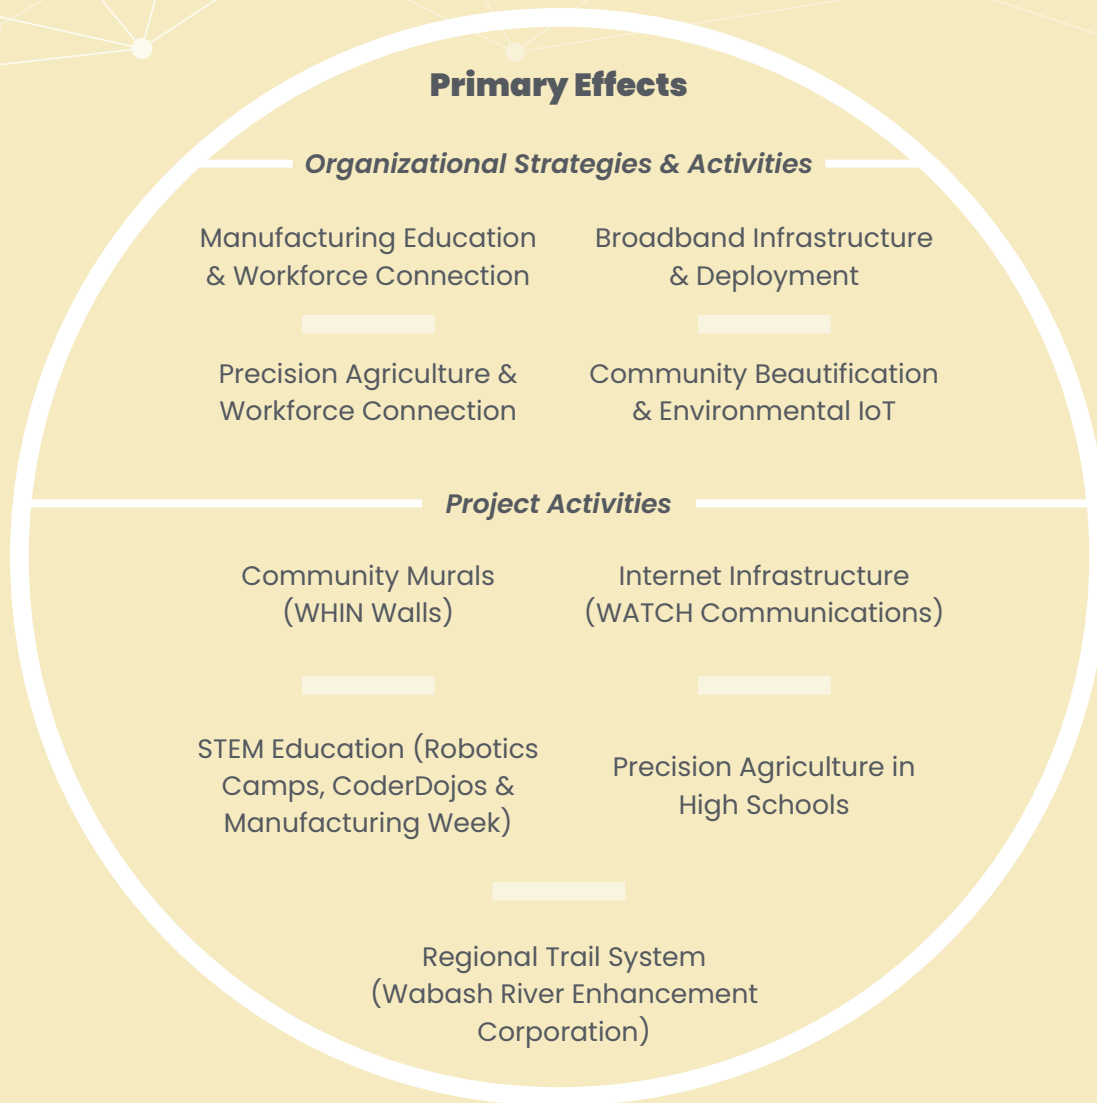 Primary Effects
Organizational Strategies & Activities
Manufacturing Education
& Workforce Connection
Broadband Infrastructure
& Deployment
Precision Agriculture &
Workforce Connection
Community Beautification
& Environmental IoT
Project Activities
Community Murals
(WHIN Walls)
Internet Infrastructure
(WATCH Communications)
STEM Education (Robotics
Camps, CoderDojos &
Manufacturing Week)
Precision Agriculture in
High Schools
Regional Trail System
(Wabash River Enhancement
Corporation)